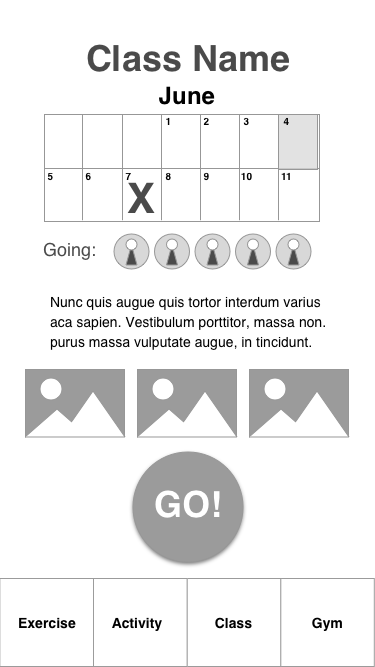 Class Name
June
1 2 3 4
5 6 7 8 9 10 11
X
Going:
Nunc quis augue quis tortor interdum varius
aca sapien. Vestibulum porttitor, massa non.
purus massa vulputate augue, in tincidunt.
GO!
Exercise Activity Class Gym